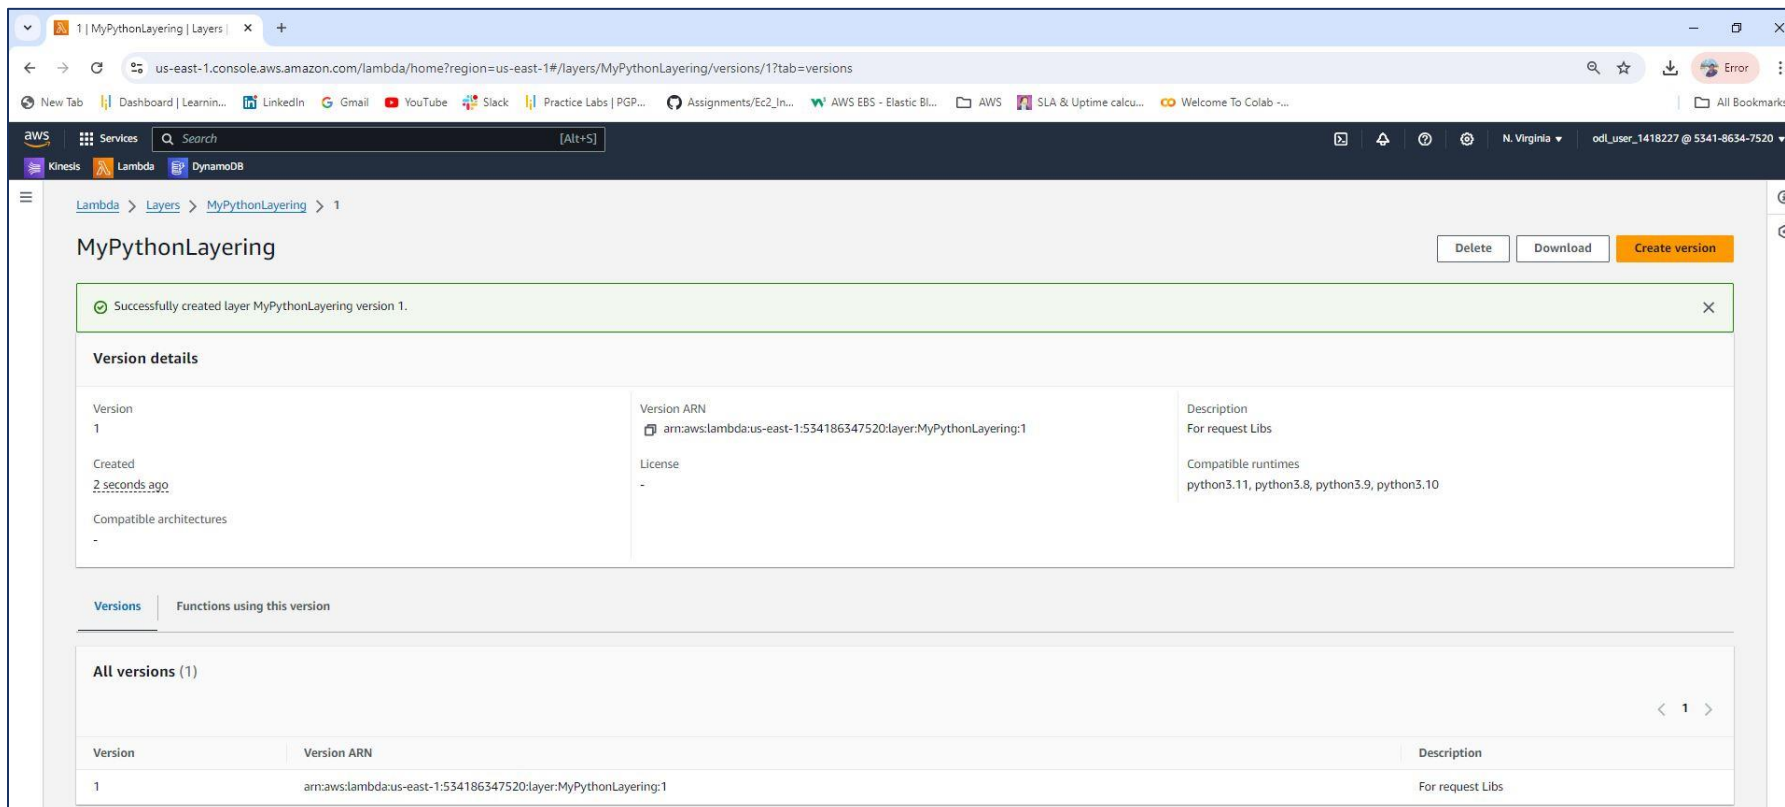 1 | MyPythonLayering | Layers |
us-east-1.console.aws.amazon.com/lambda/home?region=us-east-1#/layers/MyPythonLayering/versions/1?tab=versions
Error
New Tab Dashboard | Learnin... LinkedIn Gmail YouTube Slack Practice Labs | PGP... Assignments/Ec2_In... AWS EBS - Elastic Bl... AWS SLA & Uptime calcu... Welcome To Colab -... All Bookmarks
aws Services Search [Alt+S] N. Virginia odl_user_1418227 @ 5341-8634-7520
Kinesis Lambda DynamoDB
Lambda > Layers > MyPythonLayering > 1
MyPythonLayering Delete Download Create version
Successfully created layer MyPythonLayering version 1.
Version details
Version Version ARN Description
1 arn:aws:lambda:us-east-1:534186347520:layer:MyPythonLayering:1 For request Libs
Created License Compatible runtimes
2 seconds ago - python3.11, python3.8, python3.9, python3.10
Compatible architectures
-
Versions Functions using this version
All versions (1)
< 1 >
Version Version ARN Description
1 arn:aws:lambda:us-east-1:534186347520:layer:MyPythonLayering:1 For request Libs